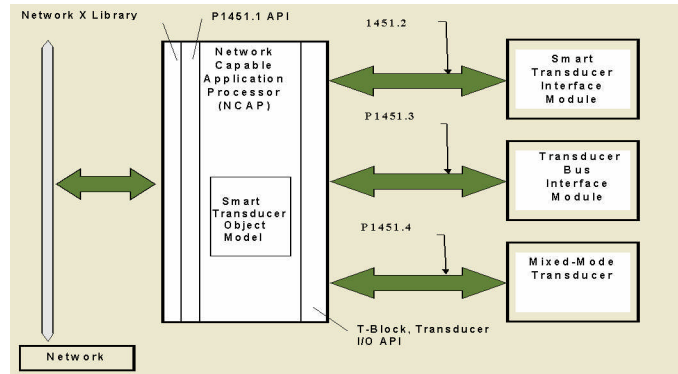 Network X Library
P1451.1 API
Network
Capable
Application
Processor
(NCAP)
Smart
Transducer
Object
Model
1451.2
Smart
Transducer
Interface
Module
P1451.3
Transducer
Bus
Interface
Module
P1451.4
Mixed-Mode
Transducer
T-Block, Transducer
I/O API
Network